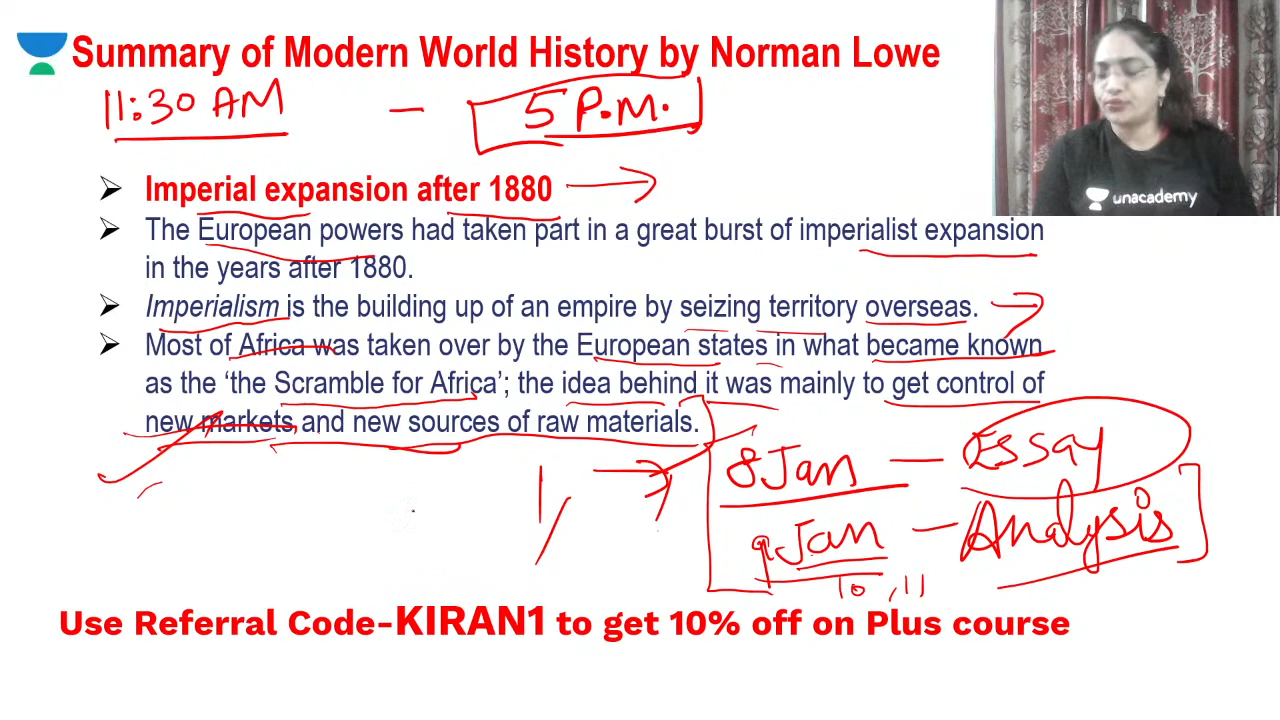 Summary of Modern World History by Norman Lowe
11:30 AM - 5 P.M.
unacademy
➢ Imperial expansion after 1880
➢ The European powers had taken part in a great burst of imperialist expansion
in the years after 1880.
➢ Imperialism is the building up of an empire by seizing territory overseas.
➢ Most of Africa was taken over by the European states in what became known
as the ‘the Scramble for Africa’; the idea behind it was mainly to get control of
new markets, and new sources of raw materials.
8 Jan - Essay
9 Jan - Analysis
10, 11
Use Referral Code-KIRAN1 to get 10% off on Plus course